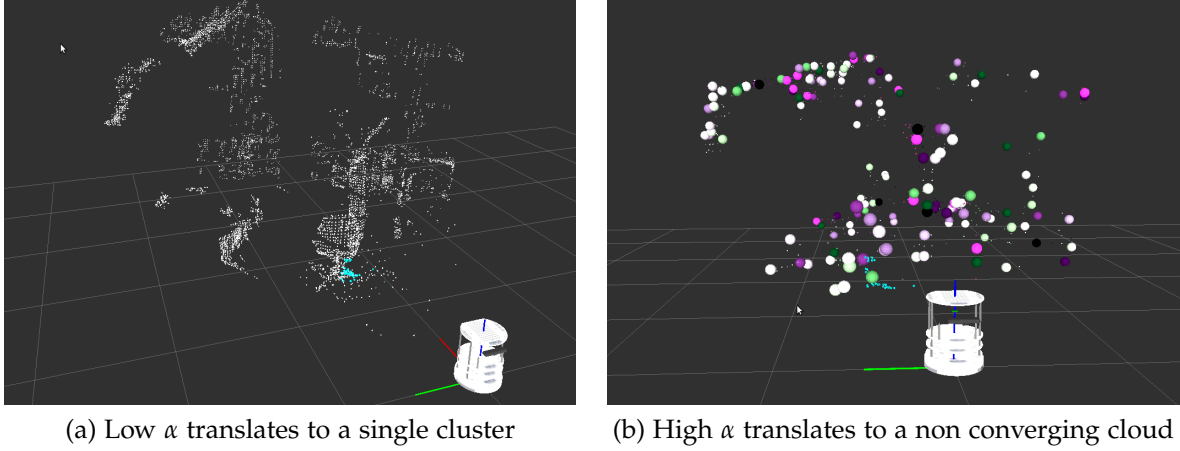 (a) Low α translates to a single cluster
(b) High α translates to a non converging cloud